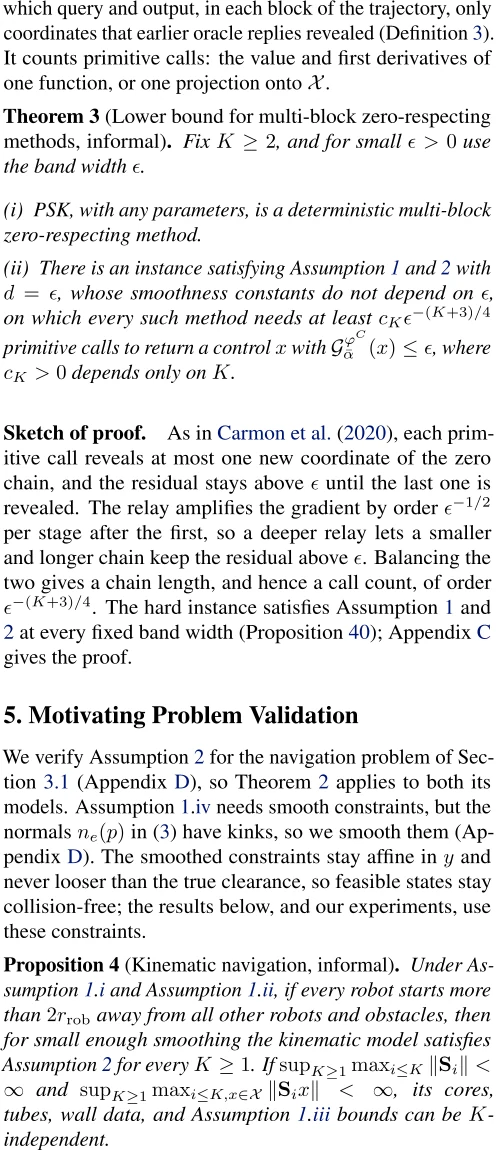 which query and output, in each block of the trajectory, only
coordinates that earlier oracle replies revealed (Definition 3).
It counts primitive calls: the value and first derivatives of
one function, or one projection onto 𝒳.
Theorem 3 (Lower bound for multi-block zero-respecting
methods, informal). Fix K ≥ 2, and for small ϵ > 0 use
the band width ϵ.
(i) PSK, with any parameters, is a deterministic multi-block
zero-respecting method.
(ii) There is an instance satisfying Assumption 1 and 2 with
d = ϵ, whose smoothness constants do not depend on ϵ,
on which every such method needs at least c_K ϵ^{−(K+3)/4}
primitive calls to return a control x with 𝒢_{ᾱ}^{φ^C}(x) ≤ ϵ, where
c_K > 0 depends only on K.
Sketch of proof. As in Carmon et al. (2020), each prim-
itive call reveals at most one new coordinate of the zero
chain, and the residual stays above ϵ until the last one is
revealed. The relay amplifies the gradient by order ϵ^{−1/2}
per stage after the first, so a deeper relay lets a smaller
and longer chain keep the residual above ϵ. Balancing the
two gives a chain length, and hence a call count, of order
ϵ^{−(K+3)/4}. The hard instance satisfies Assumption 1 and
2 at every fixed band width (Proposition 40); Appendix C
gives the proof.
5. Motivating Problem Validation
We verify Assumption 2 for the navigation problem of Sec-
tion 3.1 (Appendix D), so Theorem 2 applies to both its
models. Assumption 1.iv needs smooth constraints, but the
normals n_e(p) in (3) have kinks, so we smooth them (Ap-
pendix D). The smoothed constraints stay affine in y and
never looser than the true clearance, so feasible states stay
collision-free; the results below, and our experiments, use
these constraints.
Proposition 4 (Kinematic navigation, informal). Under As-
sumption 1.i and Assumption 1.ii, if every robot starts more
than 2r_rob away from all other robots and obstacles, then
for small enough smoothing the kinematic model satisfies
Assumption 2 for every K ≥ 1. If sup_{K≥1} max_{i≤K} ‖S_i‖ <
∞ and sup_{K≥1} max_{i≤K,x∈𝒳} ‖S_i x‖ < ∞, its cores,
tubes, wall data, and Assumption 1.iii bounds can be K-
independent.